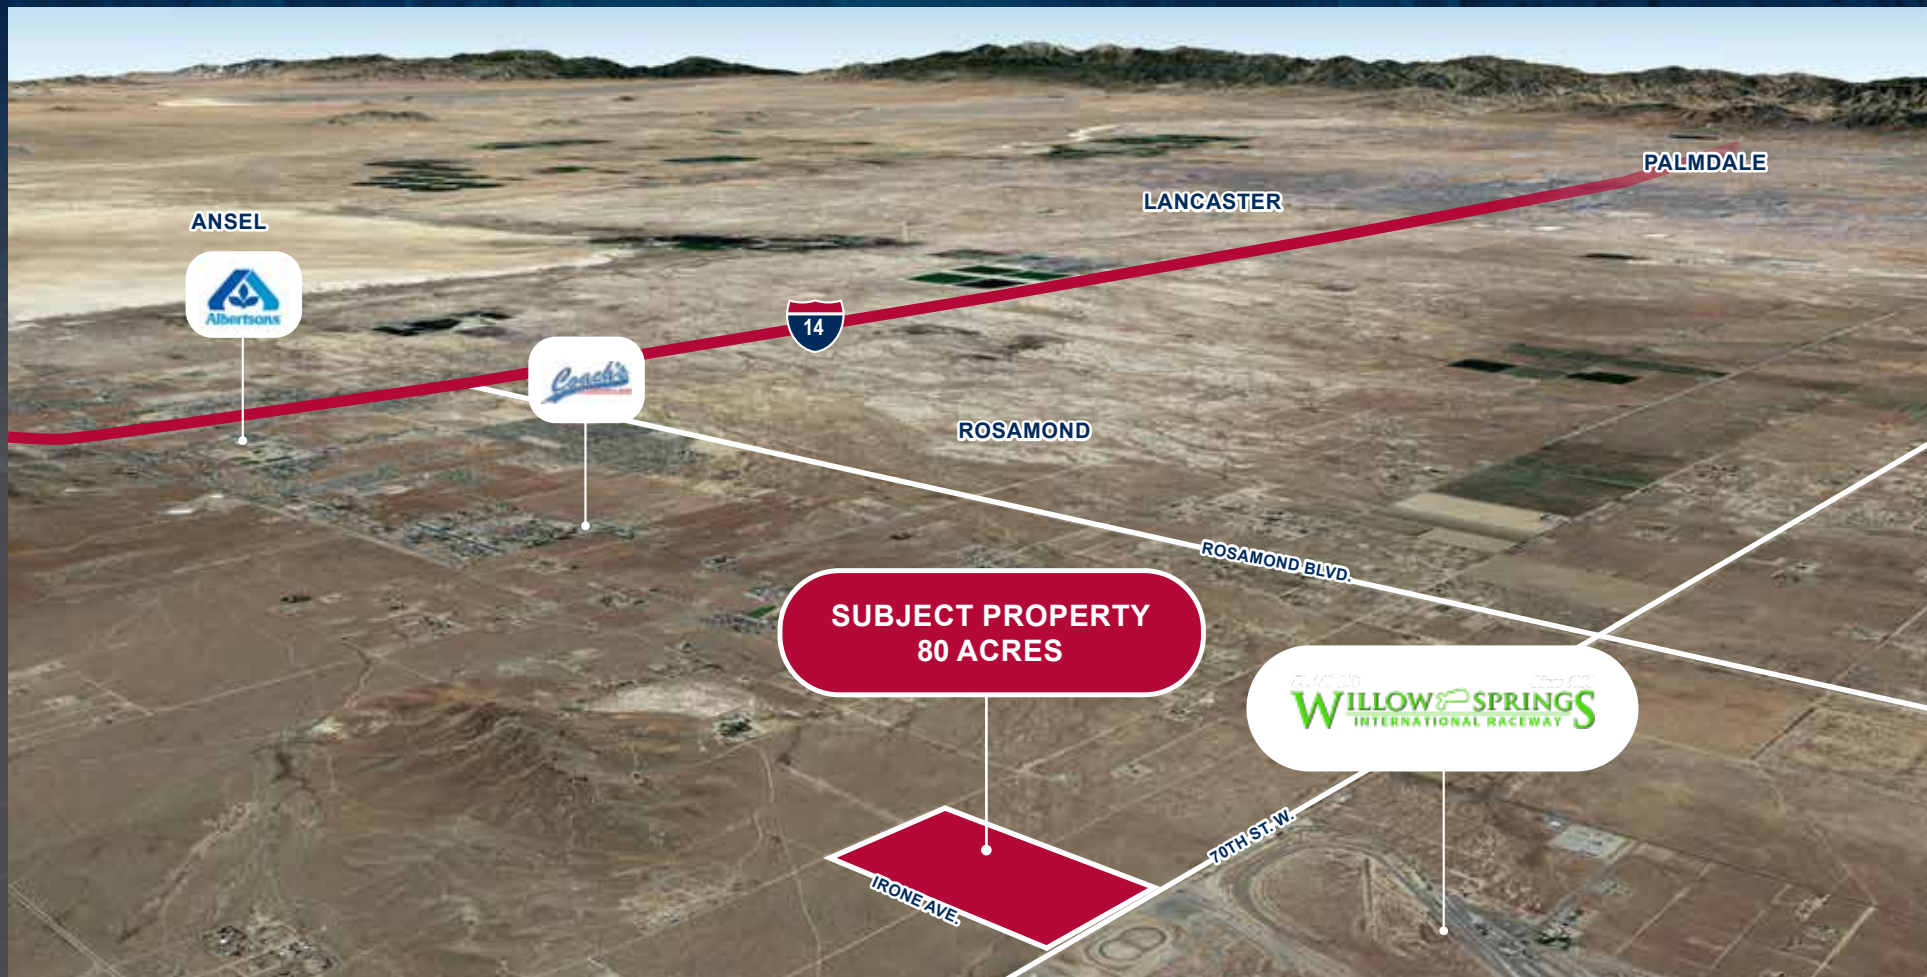 PALMDALE
LANCASTER
ANSEL
Albertsons
14
Coach's
ROSAMOND
ROSAMOND BLVD.
SUBJECT PROPERTY
80 ACRES
WILLOW SPRINGS
INTERNATIONAL RACEWAY
70TH ST. W.
IRONE AVE.